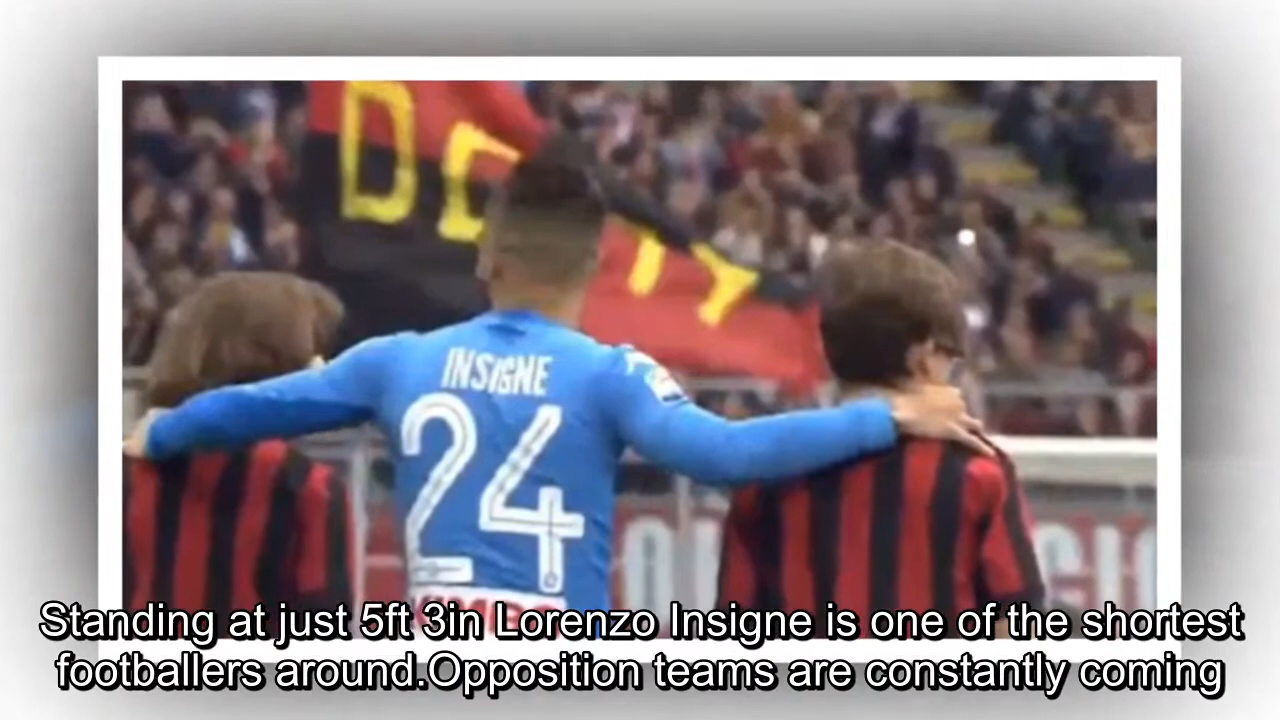 INSIGNE
24
Standing at just 5ft 3in Lorenzo Insigne is one of the shortest
footballers around.Opposition teams are constantly coming